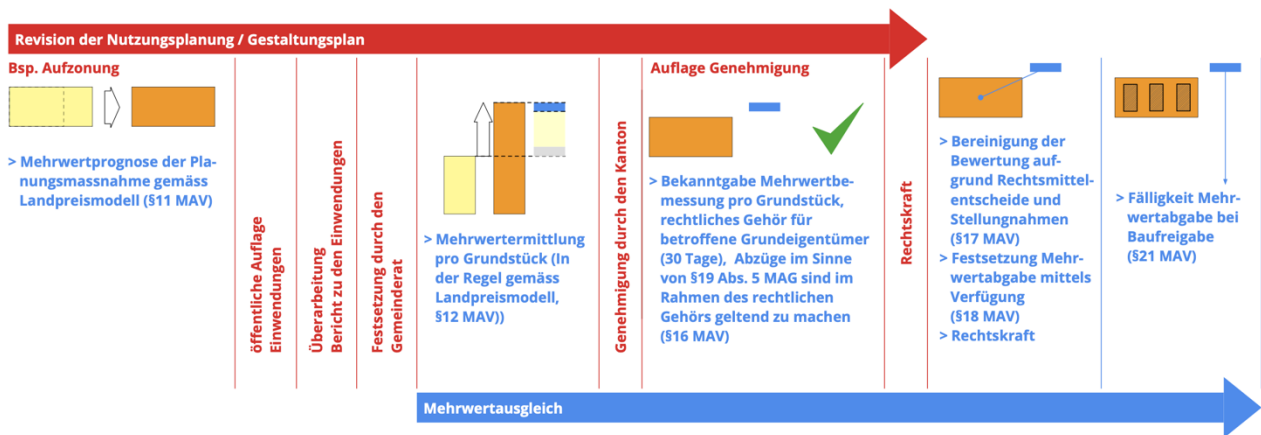 Revision der Nutzungsplanung / Gestaltungsplan
Bsp. Aufzonung
> Mehrwertprognose der Pla-
nungsmassnahme gemäss
Landpreismodell (§11 MAV)
öffentliche Auflage
Einwendungen
Überarbeitung
Bericht zu den Einwendungen
Festsetzung durch den
Gemeinderat
> Mehrwertermittlung
pro Grundstück (In
der Regel gemäss
Landpreismodell,
§12 MAV))
Genehmigung durch den Kanton
Auflage Genehmigung
> Bekanntgabe Mehrwertbe-
messung pro Grundstück,
rechtliches Gehör für
betroffene Grundeigentümer
(30 Tage), Abzüge im Sinne
von §19 Abs. 5 MAG sind im
Rahmen des rechtlichen
Gehörs geltend zu machen
(§16 MAV)
Rechtskraft
> Bereinigung der
Bewertung auf-
grund Rechtsmittel-
entscheide und
Stellungnahmen
(§17 MAV)
> Festsetzung Mehr-
wertabgabe mittels
Verfügung
(§18 MAV)
> Rechtskraft
> Fälligkeit Mehr-
wertabgabe bei
Baufreigabe
(§21 MAV)
Mehrwertausgleich